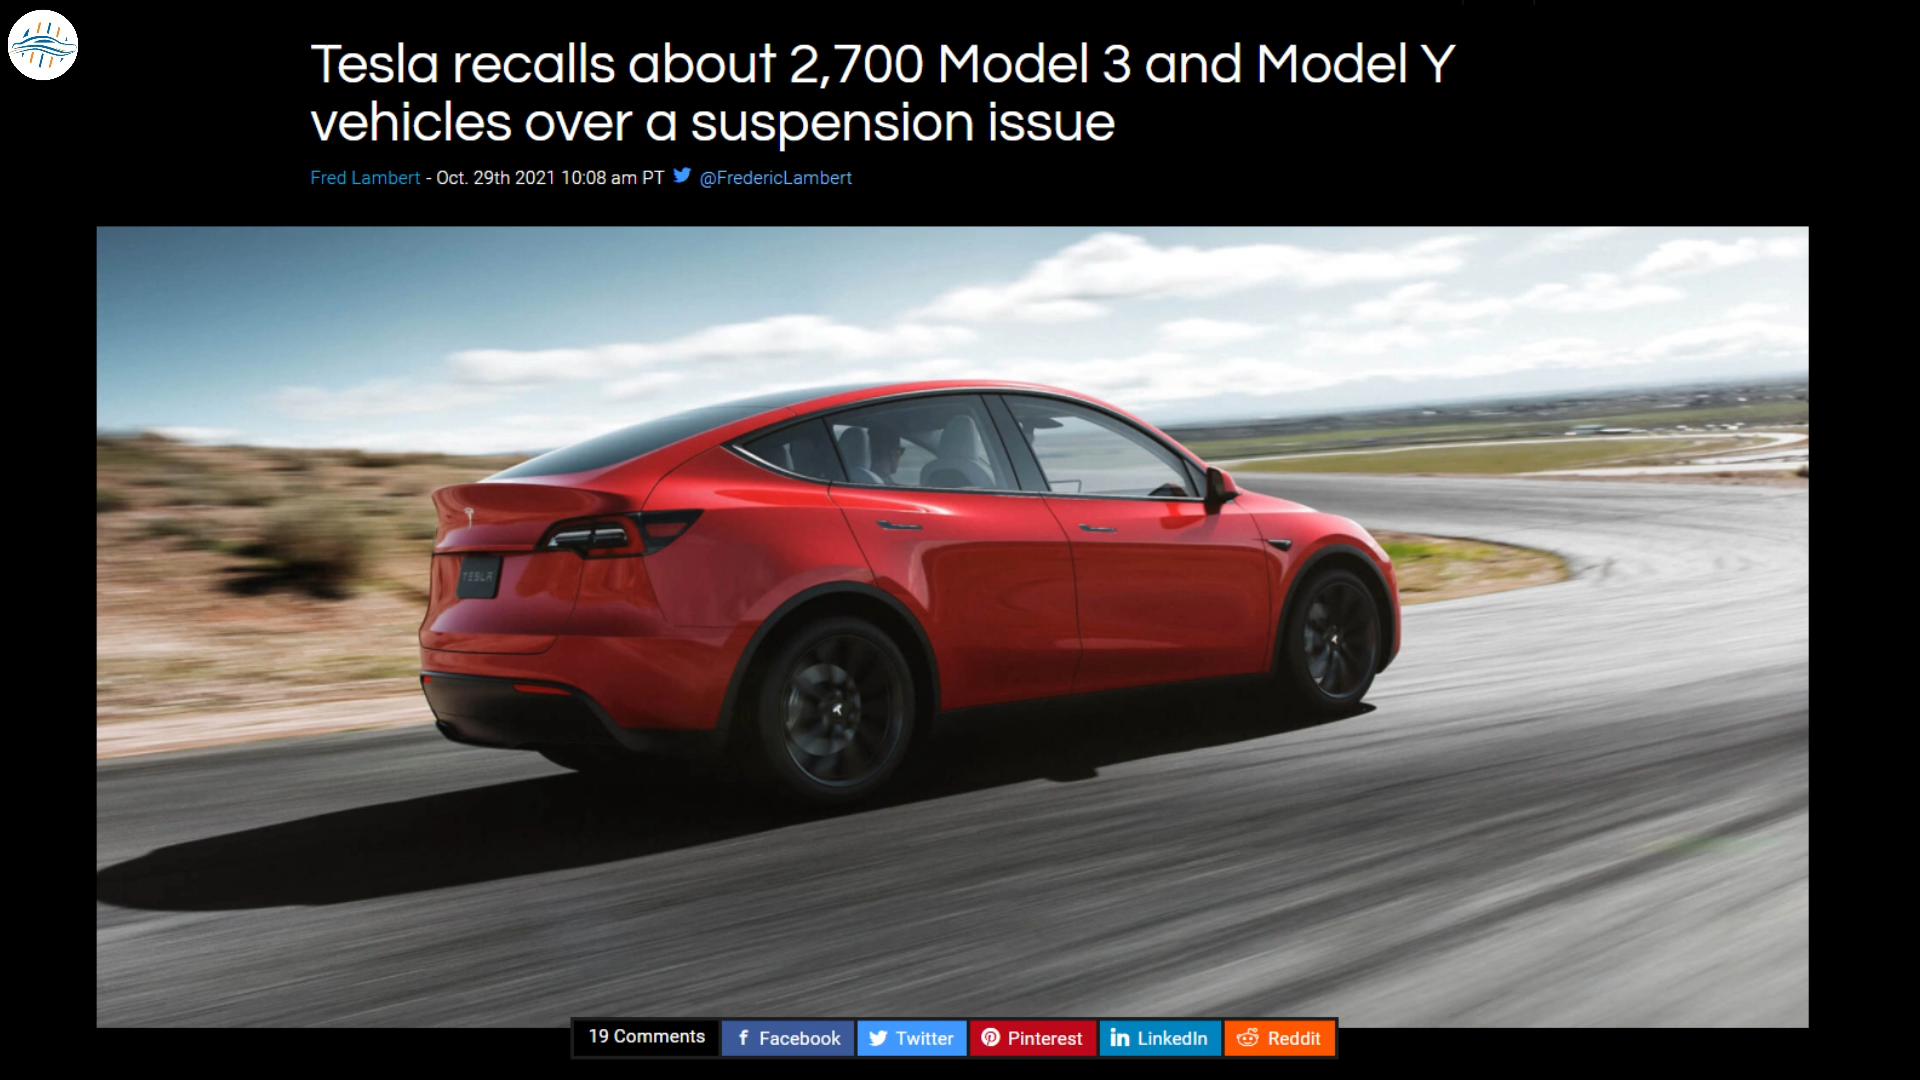 Tesla recalls about 2,700 Model 3 and Model Y
vehicles over a suspension issue
Fred Lambert - Oct. 29th 2021 10:08 am PT @FredericLambert
TESLA
19 Comments
Facebook
Twitter
Pinterest
LinkedIn
Reddit